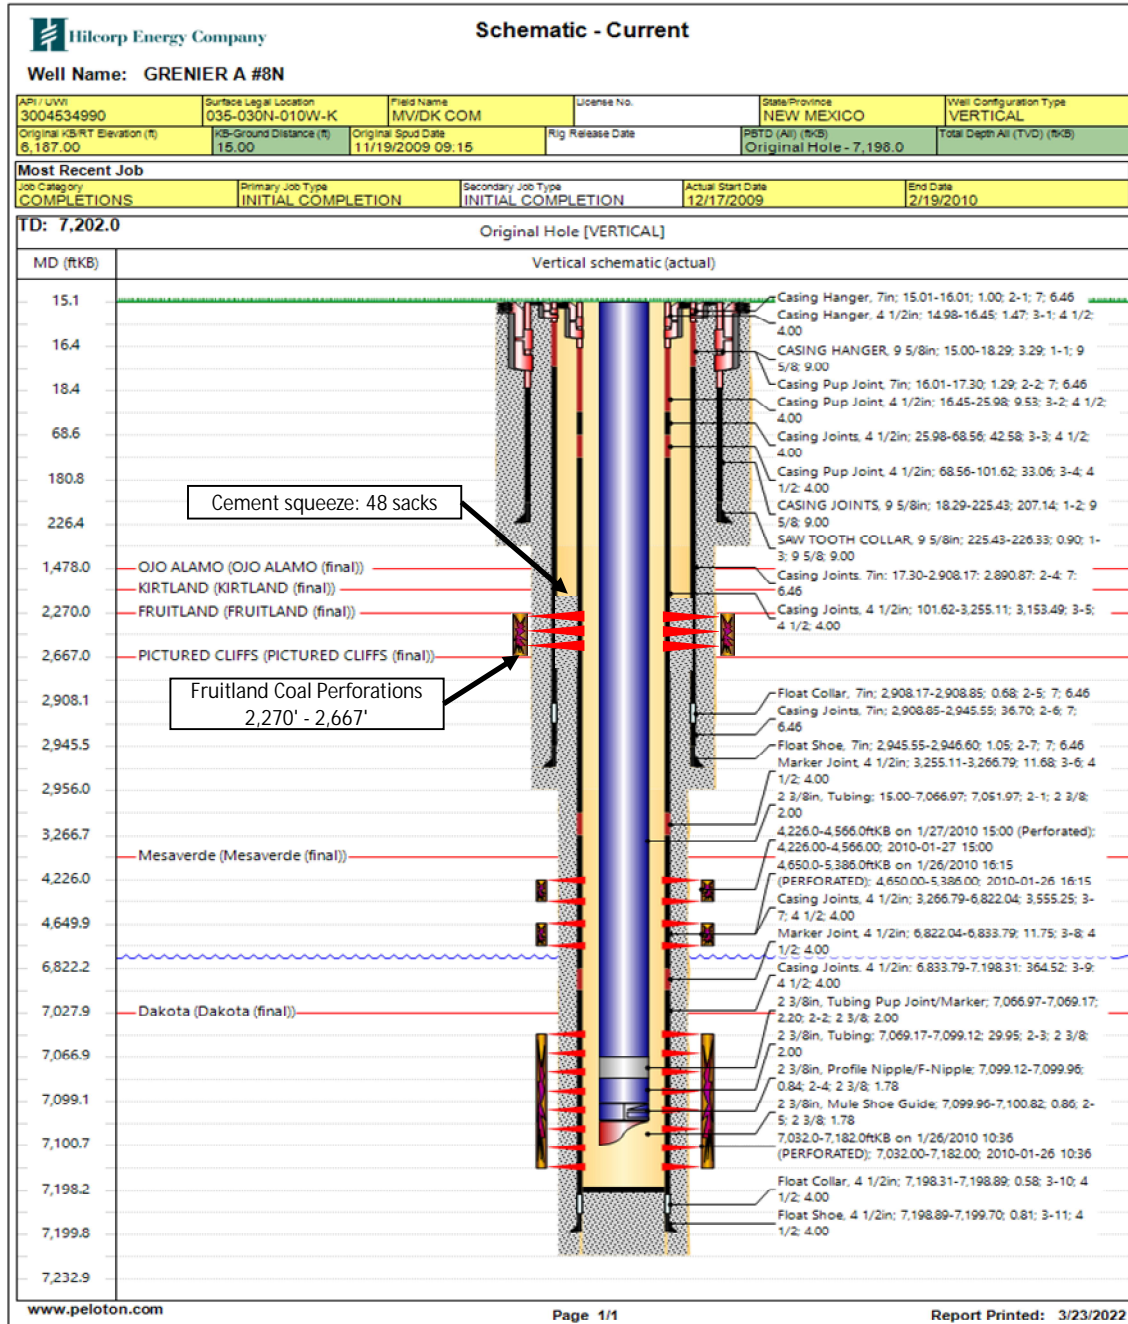 Hilcorp Energy Company
Schematic - Current
Well Name: GRENIER A #8N
API / UWI
3004534990
Surface Legal Location
035-030N-010W-K
Field Name
MV/DK COM
License No.
State/Province
NEW MEXICO
Well Configuration Type
VERTICAL
Original KB/RT Elevation (ft)
6,187.00
KB-Ground Distance (ft)
15.00
Original Spud Date
11/19/2009 09:15
Rig Release Date
PBTD (All) (ftKB)
Original Hole - 7,198.0
Total Depth All (TVD) (ftKB)
Most Recent Job
Job Category
COMPLETIONS
Primary Job Type
INITIAL COMPLETION
Secondary Job Type
INITIAL COMPLETION
Actual Start Date
12/17/2009
End Date
2/19/2010
TD: 7,202.0
Original Hole [VERTICAL]
MD (ftKB)
Vertical schematic (actual)
15.1
16.4
18.4
68.6
180.8
226.4
1,478.0
2,270.0
2,667.0
2,908.1
2,945.5
2,956.0
3,266.7
4,226.0
4,649.9
6,822.2
7,027.9
7,066.9
7,099.1
7,100.7
7,198.2
7,199.8
7,232.9
Cement squeeze: 48 sacks
OJO ALAMO (OJO ALAMO (final))
KIRTLAND (KIRTLAND (final))
FRUITLAND (FRUITLAND (final))
PICTURED CLIFFS (PICTURED CLIFFS (final))
Fruitland Coal Perforations
2,270' - 2,667'
Mesaverde (Mesaverde (final))
Dakota (Dakota (final))
Casing Hanger, 7in; 15.01-16.01; 1.00; 2-1; 7; 6.46
Casing Hanger, 4 1/2in; 14.98-16.45; 1.47; 3-1; 4 1/2;
4.00
CASING HANGER, 9 5/8in; 15.00-18.29; 3.29; 1-1; 9
5/8; 9.00
Casing Pup Joint, 7in; 16.01-17.30; 1.29; 2-2; 7; 6.46
Casing Pup Joint, 4 1/2in; 16.45-25.98; 9.53; 3-2; 4 1/2;
4.00
Casing Joints, 4 1/2in; 25.98-68.56; 42.58; 3-3; 4 1/2;
4.00
Casing Pup Joint, 4 1/2in; 68.56-101.62; 33.06; 3-4; 4
1/2; 4.00
CASING JOINTS, 9 5/8in; 18.29-225.43; 207.14; 1-2; 9
5/8; 9.00
SAW TOOTH COLLAR, 9 5/8in; 225.43-226.33; 0.90; 1-
3; 9 5/8; 9.00
Casing Joints, 7in; 17.30-2,908.17; 2,890.87; 2-4; 7;
6.46
Casing Joints, 4 1/2in; 101.62-3,255.11; 3,153.49; 3-5;
4 1/2; 4.00
Float Collar, 7in; 2,908.17-2,908.85; 0.68; 2-5; 7; 6.46
Casing Joints, 7in; 2,908.85-2,945.55; 36.70; 2-6; 7;
6.46
Float Shoe, 7in; 2,945.55-2,946.60; 1.05; 2-7; 7; 6.46
Marker Joint, 4 1/2in; 3,255.11-3,266.79; 11.68; 3-6; 4
1/2; 4.00
2 3/8in, Tubing; 15.00-7,066.97; 7,051.97; 2-1; 2 3/8;
2.00
4,226.0-4,566.0ftKB on 1/27/2010 15:00 (Perforated);
4,226.00-4,566.00; 2010-01-27 15:00
4,650.0-5,386.0ftKB on 1/26/2010 16:15
(PERFORATED); 4,650.00-5,386.00; 2010-01-26 16:15
Casing Joints, 4 1/2in; 3,266.79-6,822.04; 3,555.25; 3-
7; 4 1/2; 4.00
Marker Joint, 4 1/2in; 6,822.04-6,833.79; 11.75; 3-8; 4
1/2; 4.00
Casing Joints, 4 1/2in; 6,833.79-7,198.31; 364.52; 3-9;
4 1/2; 4.00
2 3/8in, Tubing Pup Joint/Marker; 7,066.97-7,069.17;
2.20; 2-2; 2 3/8; 2.00
2 3/8in, Tubing; 7,069.17-7,099.12; 29.95; 2-3; 2 3/8;
2.00
2 3/8in, Profile Nipple/F-Nipple; 7,099.12-7,099.96;
0.84; 2-4; 2 3/8; 1.78
2 3/8in, Mule Shoe Guide; 7,099.96-7,100.82; 0.86; 2-
5; 2 3/8; 1.78
7,032.0-7,182.0ftKB on 1/26/2010 10:36
(PERFORATED); 7,032.00-7,182.00; 2010-01-26 10:36
Float Collar, 4 1/2in; 7,198.31-7,198.89; 0.58; 3-10; 4
1/2; 4.00
Float Shoe, 4 1/2in; 7,198.89-7,199.70; 0.81; 3-11; 4
1/2; 4.00
www.peloton.com
Page 1/1
Report Printed: 3/23/2022